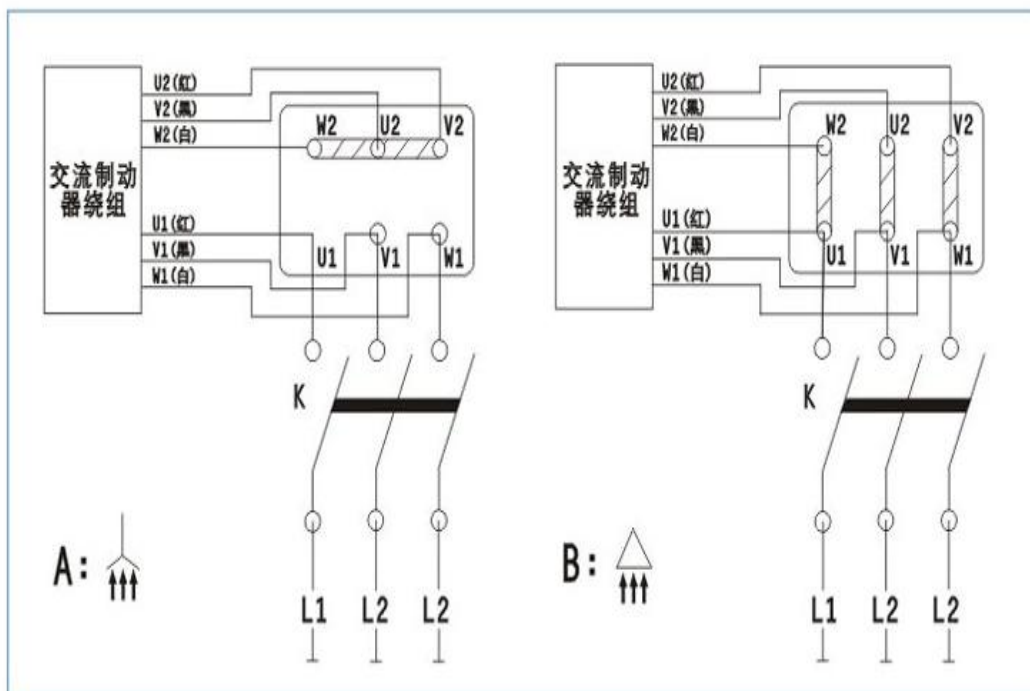 U2(红)
V2(黑)
W2(白)
交流制动
器绕组
U1(红)
V1(黑)
W1(白)
W2 U2 V2
U1 V1 W1
K
A:
L1 L2 L2
U2(红)
V2(黑)
W2(白)
交流制动
器绕组
U1(红)
V1(黑)
W1(白)
W2 U2 V2
U1 V1 W1
K
B:
L1 L2 L2